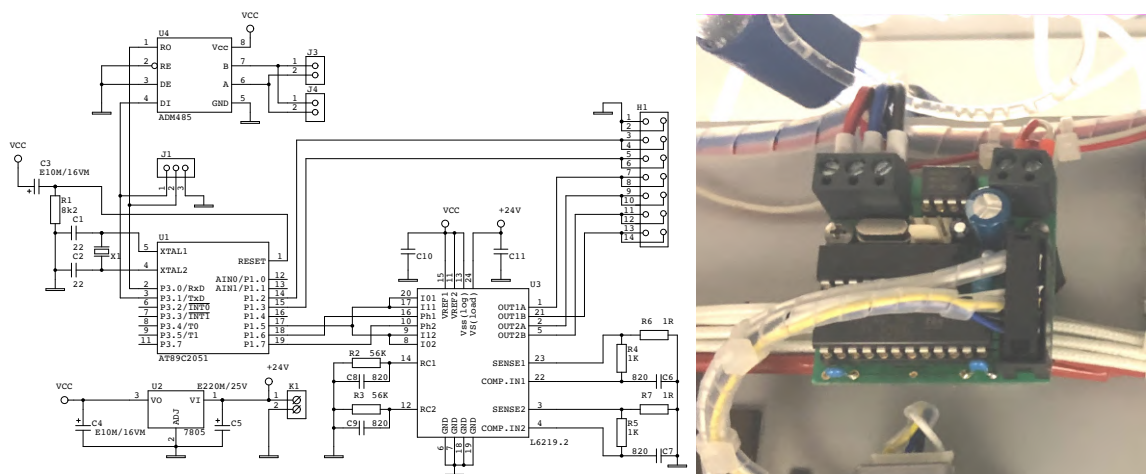 VCC
U4
1 RO Vcc 8
2 RE B 7
3 DE A 6
4 DI GND 5
ADM485
J3
1
2
J4
1
2
H1
1
2
3
4
5
6
7
8
9
10
11
12
13
14
VCC
C3
E10M/16VM
+
R1
8k2
J1
1 2 3
C1
22
C2
22
X1
U1
5 XTAL1
4 XTAL2
2 P3.0/RxD
3 P3.1/TxD
6 P3.2/INT0
7 P3.3/INT1
8 P3.4/T0
9 P3.5/T1
11 P3.7
RESET 1
AIN0/P1.0 12
AIN1/P1.1 13
P1.2 14
P1.3 15
P1.4 16
P1.5 17
P1.6 18
P1.7 19
AT89C2051
VCC
+24V
C10
C11
U3
15 11 13 24
VREF1
VREF2
Vss(log)
VS(load)
20 I01
17 I11
16 Ph1
10 Ph2
9 I12
8 I02
14 RC1
12 RC2
OUT1A 1
OUT1B 21
OUT2A 2
OUT2B 5
SENSE1 23
COMP.IN1 22
SENSE2 3
COMP.IN2 4
GND
GND
GND
GND
6 7 18 19
L6219.2
R2 56K
C8 820
R3 56K
C9 820
R6 1R
R4
1K
820 C6
R7 1R
R5
1K
820 C7
VCC
U2
E220M/25V
+24V
K1
3 VO VI 1
ADJ
2 7805
1
2
+
C4
E10M/16VM
+
C5